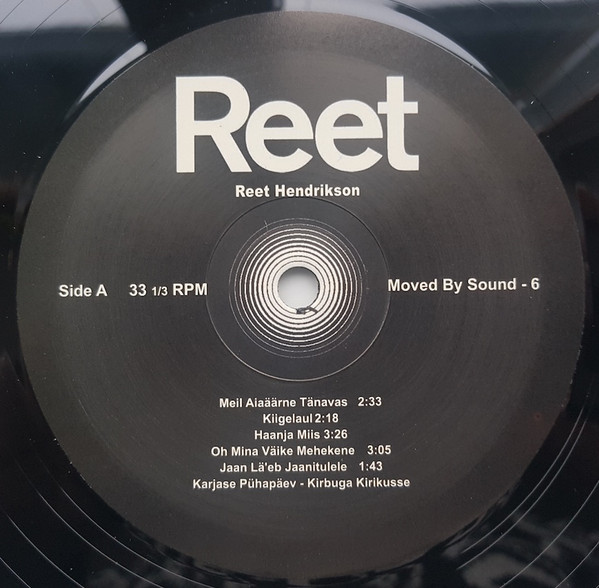 Reet
Reet Hendrikson
Side A 33 1/3 RPM Moved By Sound - 6
Meil Aiaäärne Tänavas 2:33
Kiigelaul 2:18
Haanja Miis 3:26
Oh Mina Väike Mehekene 3:05
Jaan Lä'eb Jaanitulele 1:43
Karjase Pühapäev - Kirbuga Kirikusse